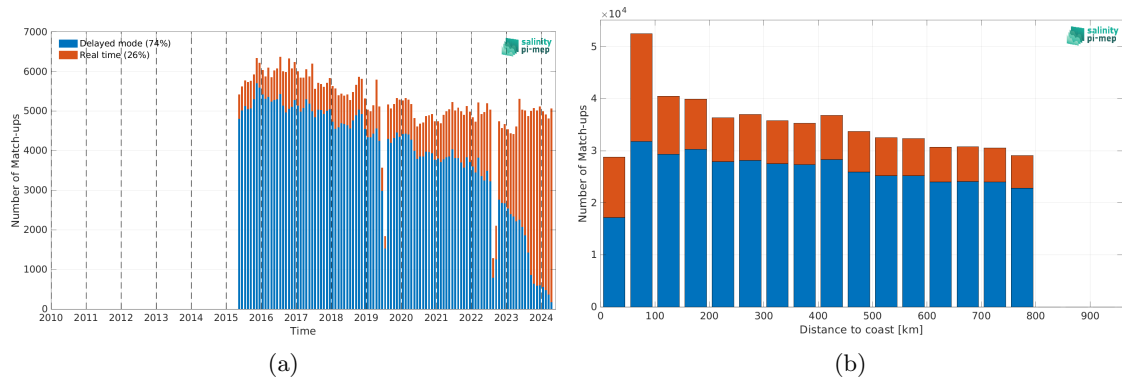 7000
6000
5000
4000
3000
2000
1000
0
Number of Match-ups
Delayed mode (74%)
Real time (26%)
salinity
pi-mep
2010 2011 2012 2013 2014 2015 2016 2017 2018 2019 2020 2021 2022 2023 2024
Time
(a)
×10⁴
5
4
3
2
1
0
Number of Match-ups
salinity
pi-mep
0 100 200 300 400 500 600 700 800 900
Distance to coast [km]
(b)